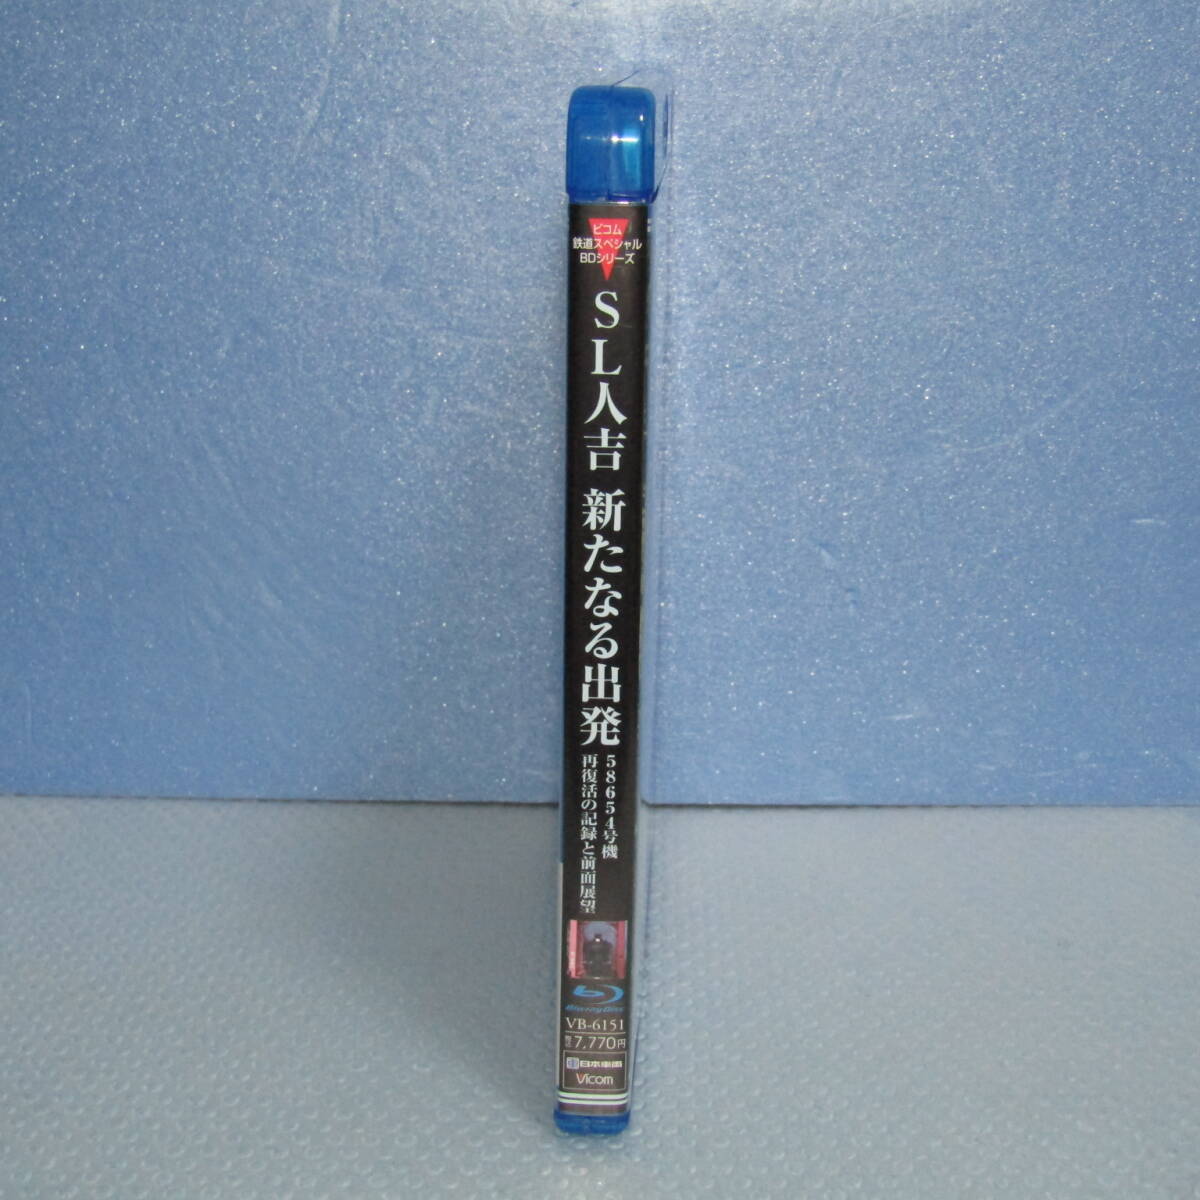 ビコム
鉄道スペシャル
BDシリーズ
SL人吉 新たなる出発
58654号機
再復活の記録と前面展望
Blu-ray Disc
VB-6151
税込7,770円
日本車両
Vicom